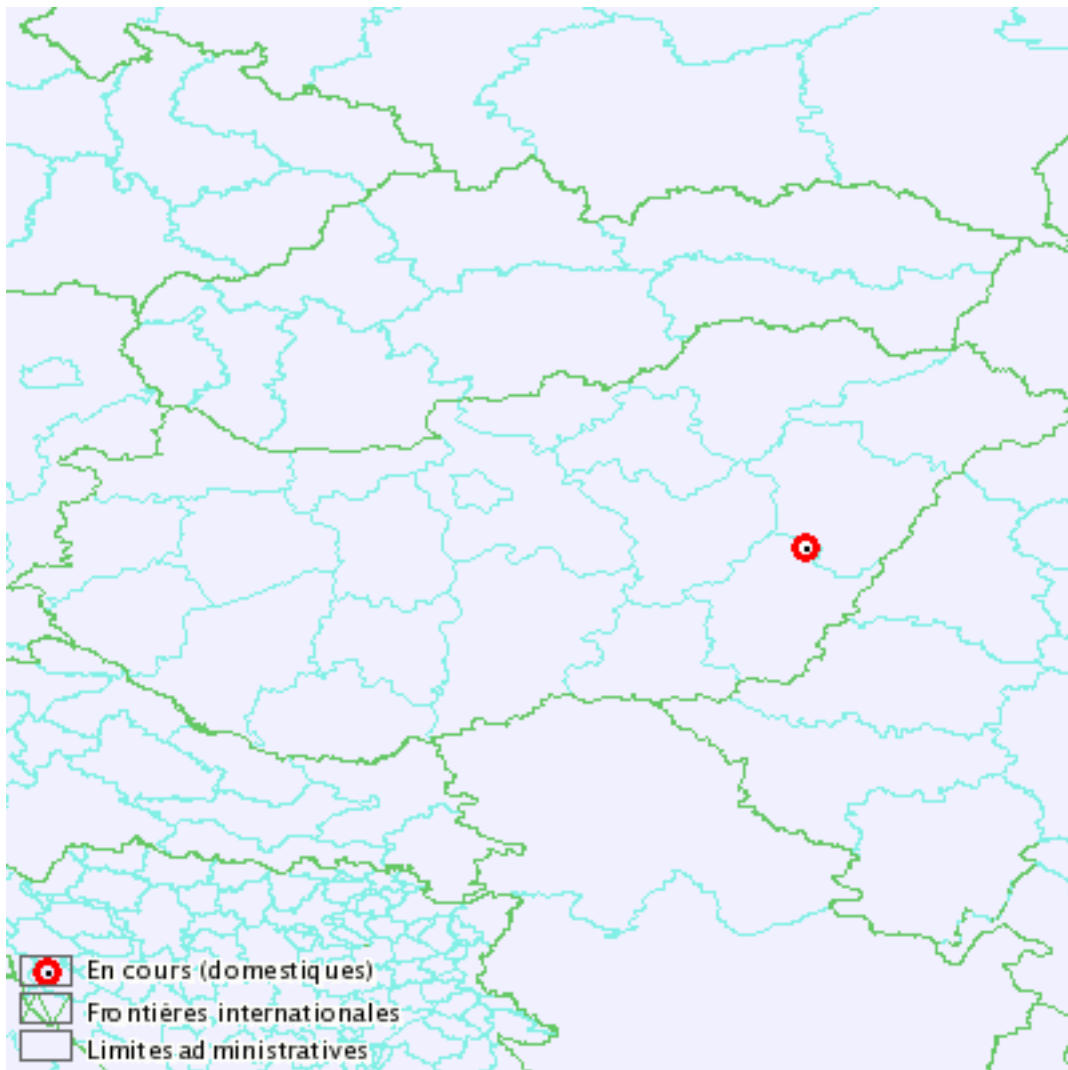 En cours (domestiques)
Frontières internationales
Limites administratives